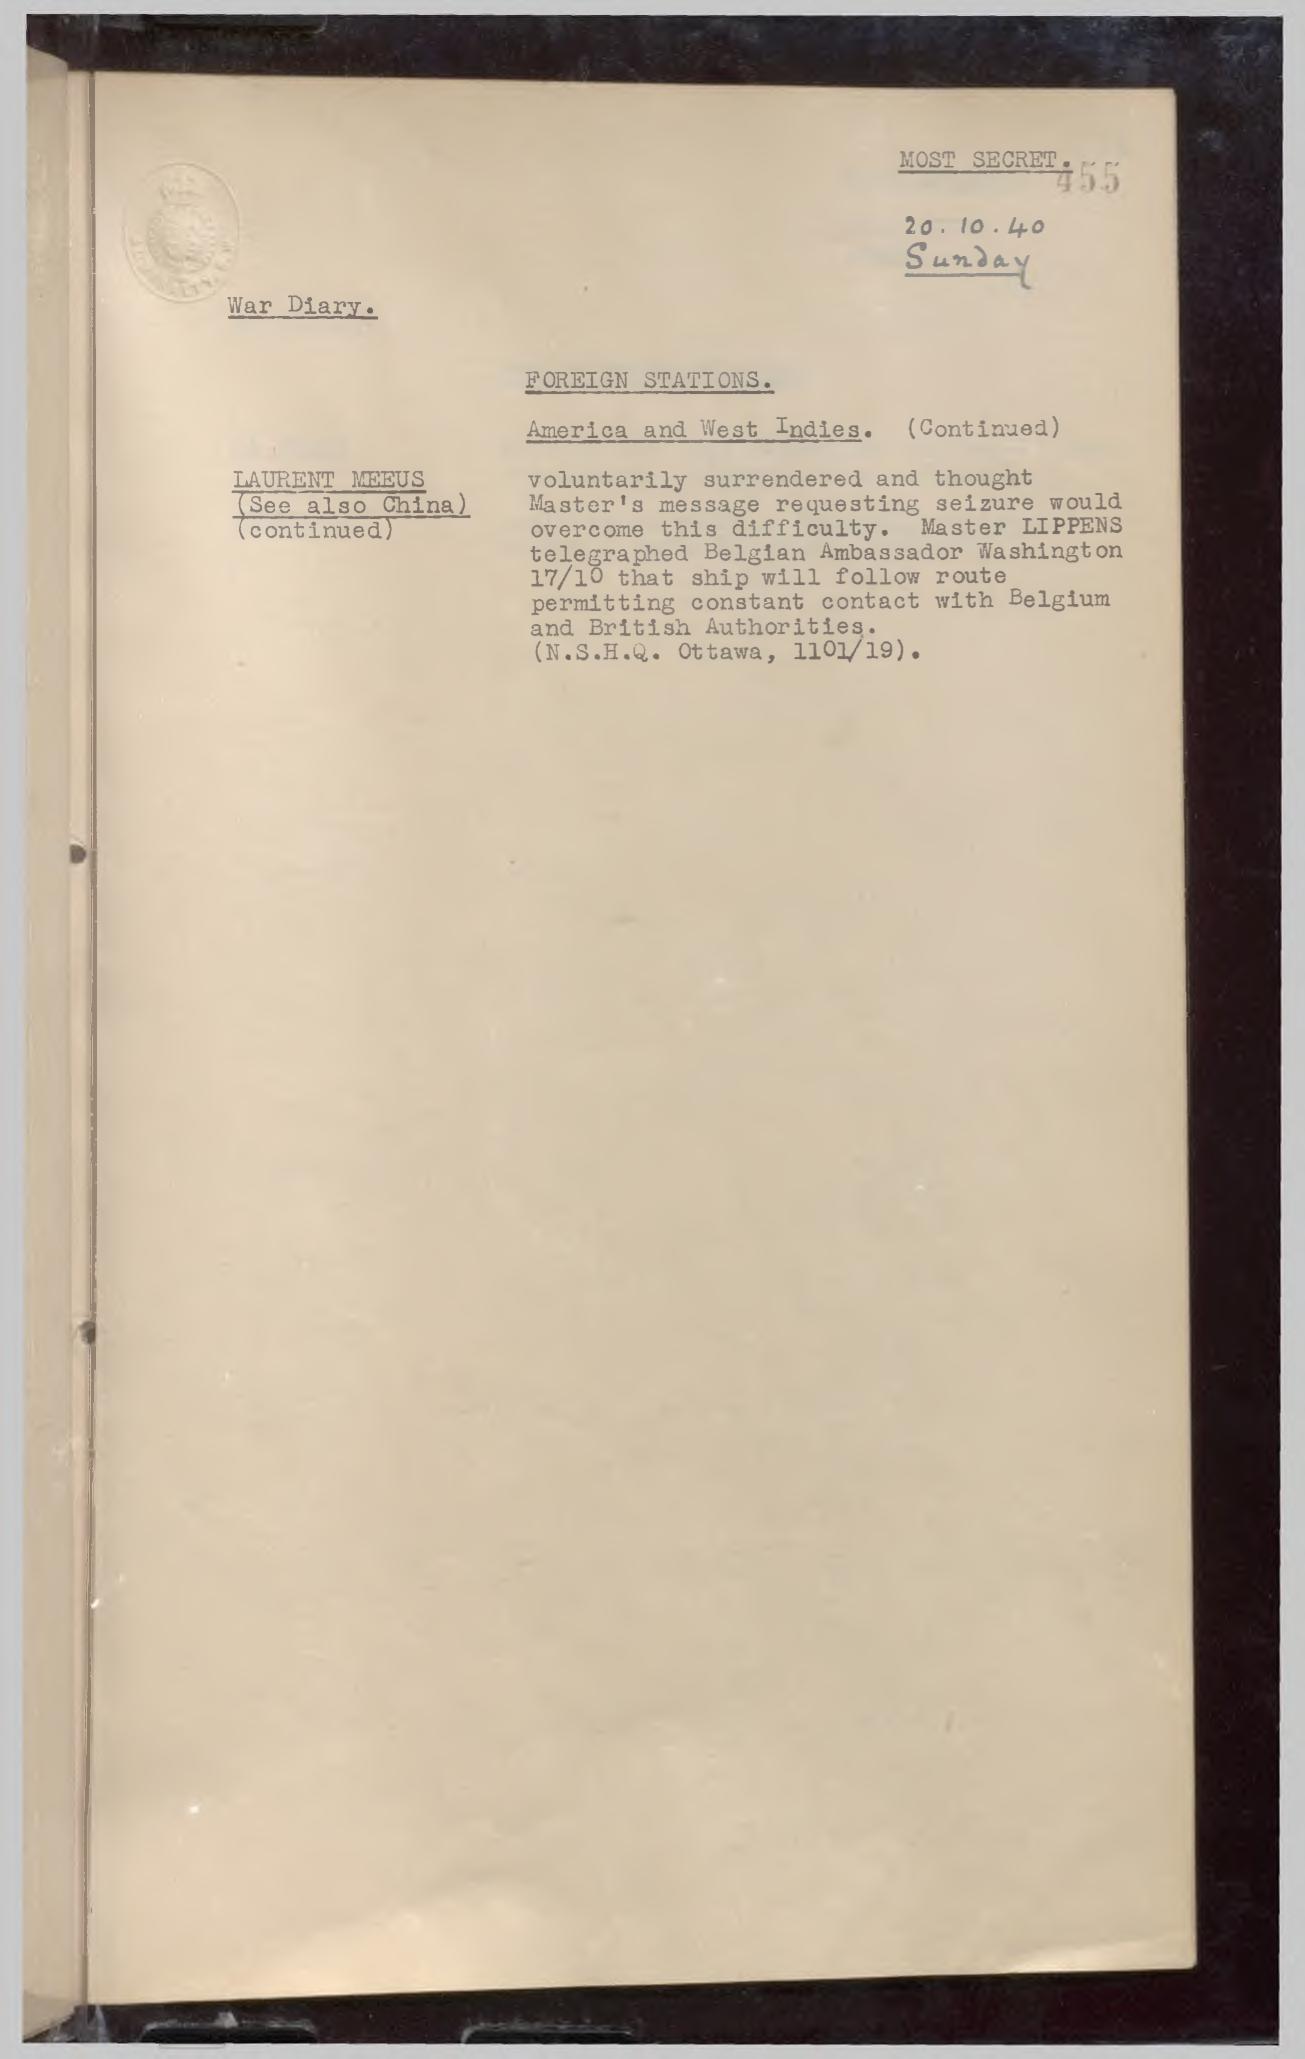 MOST SECRET.
455
20.10.40
Sunday
War Diary.
FOREIGN STATIONS.
America and West Indies. (Continued)
LAURENT MEEUS
(See also China)
(continued)
voluntarily surrendered and thought
Master's message requesting seizure would
overcome this difficulty. Master LIPPENS
telegraphed Belgian Ambassador Washington
17/10 that ship will follow route
permitting constant contact with Belgium
and British Authorities.
(N.S.H.Q. Ottawa, 1101/19).